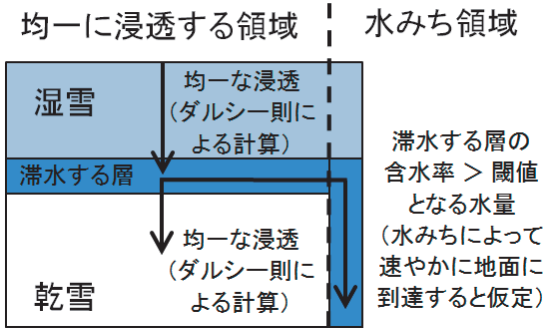 均一に浸透する領域
水みち領域
湿雪
均一な浸透
(ダルシー則に
よる計算)
滞水する層
乾雪
均一な浸透
(ダルシー則に
よる計算)
滞水する層の
含水率 > 閾値
となる水量
(水みちによって
速やかに地面に
到達すると仮定)